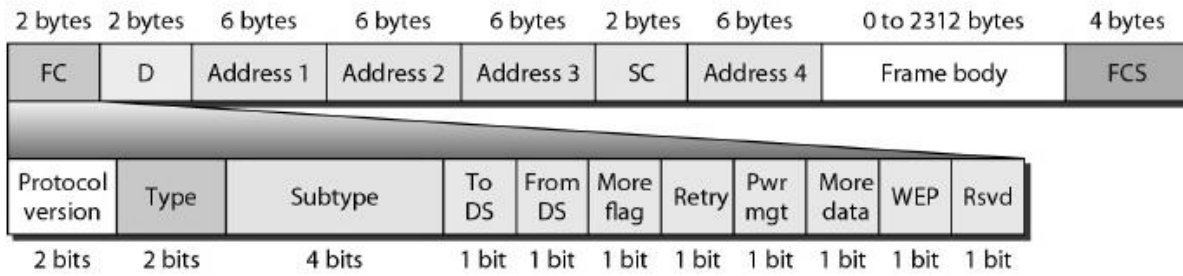 2 bytes 2 bytes 6 bytes 6 bytes 6 bytes 2 bytes 6 bytes 0 to 2312 bytes 4 bytes
FC D Address 1 Address 2 Address 3 SC Address 4 Frame body FCS
Protocol version Type Subtype To DS From DS More flag Retry Pwr mgt More data WEP Rsvd
2 bits 2 bits 4 bits 1 bit 1 bit 1 bit 1 bit 1 bit 1 bit 1 bit 1 bit